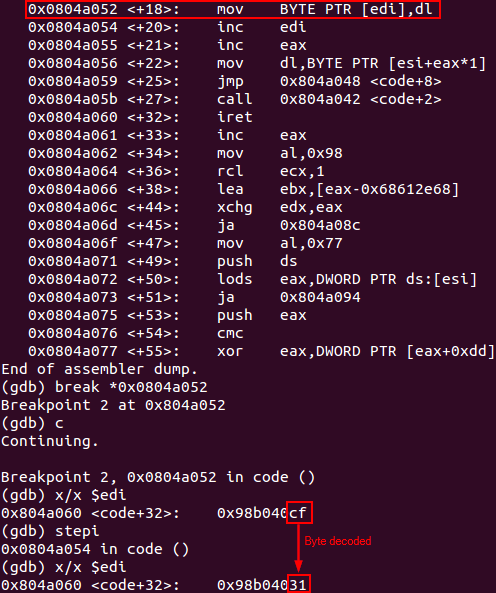 0x0804a052 <+18>: mov BYTE PTR [edi],dl
0x0804a054 <+20>: inc edi
0x0804a055 <+21>: inc eax
0x0804a056 <+22>: mov dl,BYTE PTR [esi+eax*1]
0x0804a059 <+25>: jmp 0x804a048 <code+8>
0x0804a05b <+27>: call 0x804a042 <code+2>
0x0804a060 <+32>: iret
0x0804a061 <+33>: inc eax
0x0804a062 <+34>: mov al,0x98
0x0804a064 <+36>: rcl ecx,1
0x0804a066 <+38>: lea ebx,[eax-0x68612e68]
0x0804a06c <+44>: xchg edx,eax
0x0804a06d <+45>: ja 0x804a08c
0x0804a06f <+47>: mov al,0x77
0x0804a071 <+49>: push ds
0x0804a072 <+50>: lods eax,DWORD PTR ds:[esi]
0x0804a073 <+51>: ja 0x804a094
0x0804a075 <+53>: push eax
0x0804a076 <+54>: cmc
0x0804a077 <+55>: xor eax,DWORD PTR [eax+0xdd]
End of assembler dump.
(gdb) break *0x0804a052
Breakpoint 2 at 0x804a052
(gdb) c
Continuing.
Breakpoint 2, 0x0804a052 in code ()
(gdb) x/x $edi
0x804a060 <code+32>: 0x98b040cf
(gdb) stepi
0x0804a054 in code ()
Byte decoded
(gdb) x/x $edi
0x804a060 <code+32>: 0x98b04031